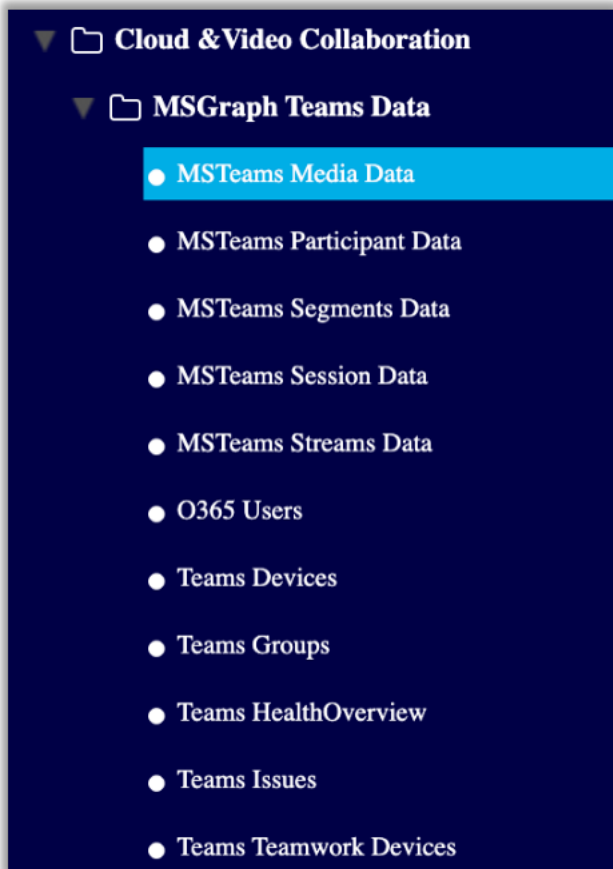 Cloud &Video Collaboration
MSGraph Teams Data
MSTeams Media Data
MSTeams Participant Data
MSTeams Segments Data
MSTeams Session Data
MSTeams Streams Data
O365 Users
Teams Devices
Teams Groups
Teams HealthOverview
Teams Issues
Teams Teamwork Devices